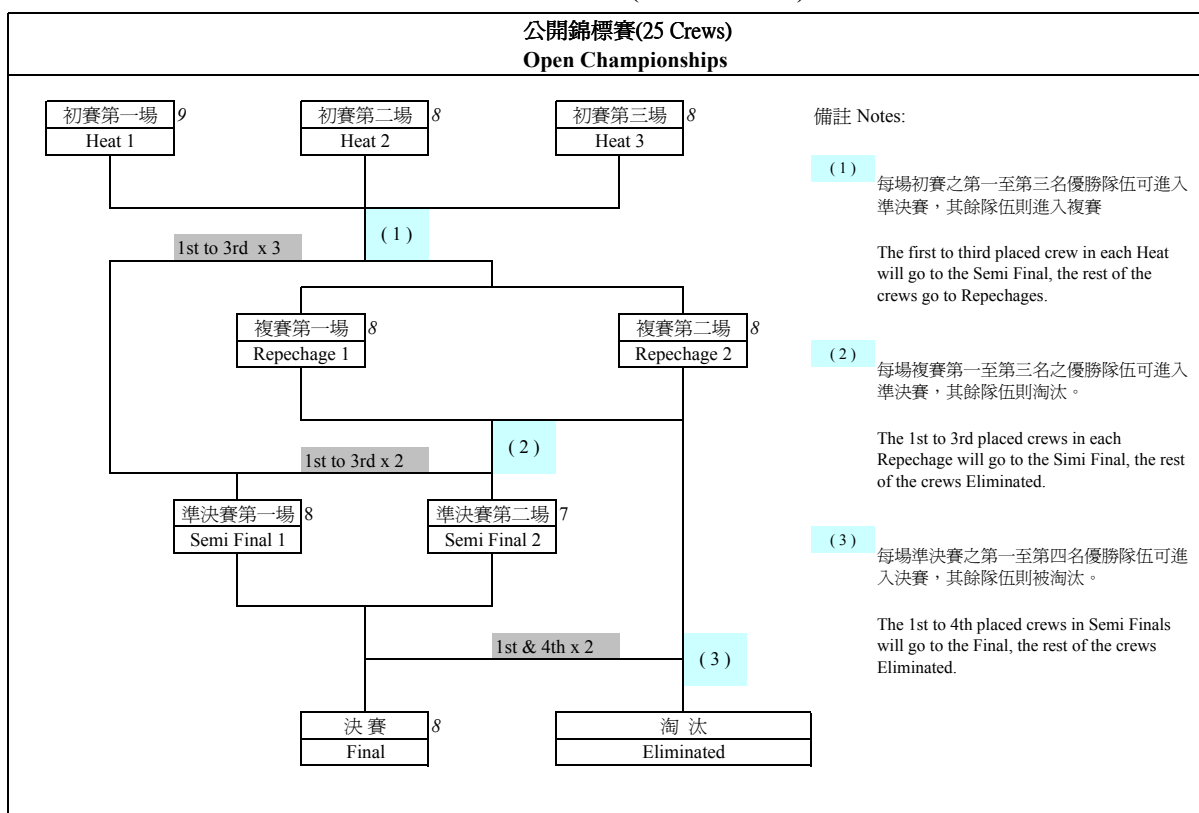 公開錦標賽(25 Crews)
Open Championships
初賽第一場 9
Heat 1
初賽第二場 8
Heat 2
初賽第三場 8
Heat 3
1st to 3rd x 3
( 1 )
複賽第一場 8
Repechage 1
複賽第二場 8
Repechage 2
1st to 3rd x 2
( 2 )
準決賽第一場 8
Semi Final 1
準決賽第二場 7
Semi Final 2
1st & 4th x 2
( 3 )
決 賽 8
Final
淘 汰
Eliminated
備註 Notes:
( 1 )
每場初賽之第一至第三名優勝隊伍可進入
準決賽，其餘隊伍則進入複賽
The first to third placed crew in each Heat
will go to the Semi Final, the rest of the
crews go to Repechages.
( 2 )
每場複賽第一至第三名之優勝隊伍可進入
準決賽，其餘隊伍則淘汰。
The 1st to 3rd placed crews in each
Repechage will go to the Simi Final, the rest
of the crews Eliminated.
( 3 )
每場準決賽之第一至第四名優勝隊伍可進
入決賽，其餘隊伍則被淘汰。
The 1st to 4th placed crews in Semi Finals
will go to the Final, the rest of the crews
Eliminated.